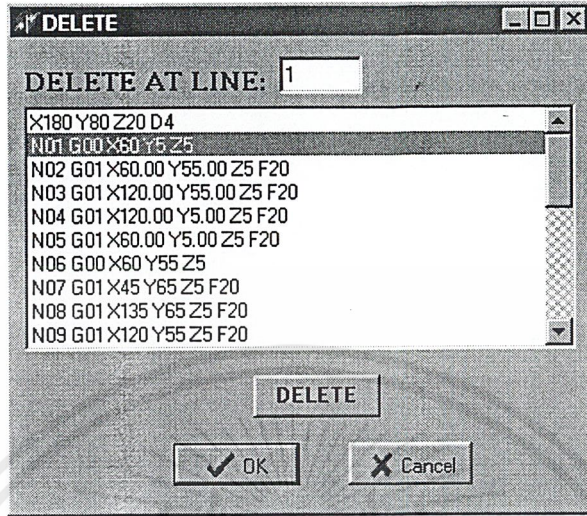 DELETE
DELETE AT LINE: 1
X180 Y80 Z20 D4
N01 G00 X60 Y5 Z5
N02 G01 X60.00 Y55.00 Z5 F20
N03 G01 X120.00 Y55.00 Z5 F20
N04 G01 X120.00 Y5.00 Z5 F20
N05 G01 X60.00 Y5.00 Z5 F20
N06 G00 X60 Y55 Z5
N07 G01 X45 Y65 Z5 F20
N08 G01 X135 Y65 Z5 F20
N09 G01 X120 Y55 Z5 F20
DELETE
OK Cancel